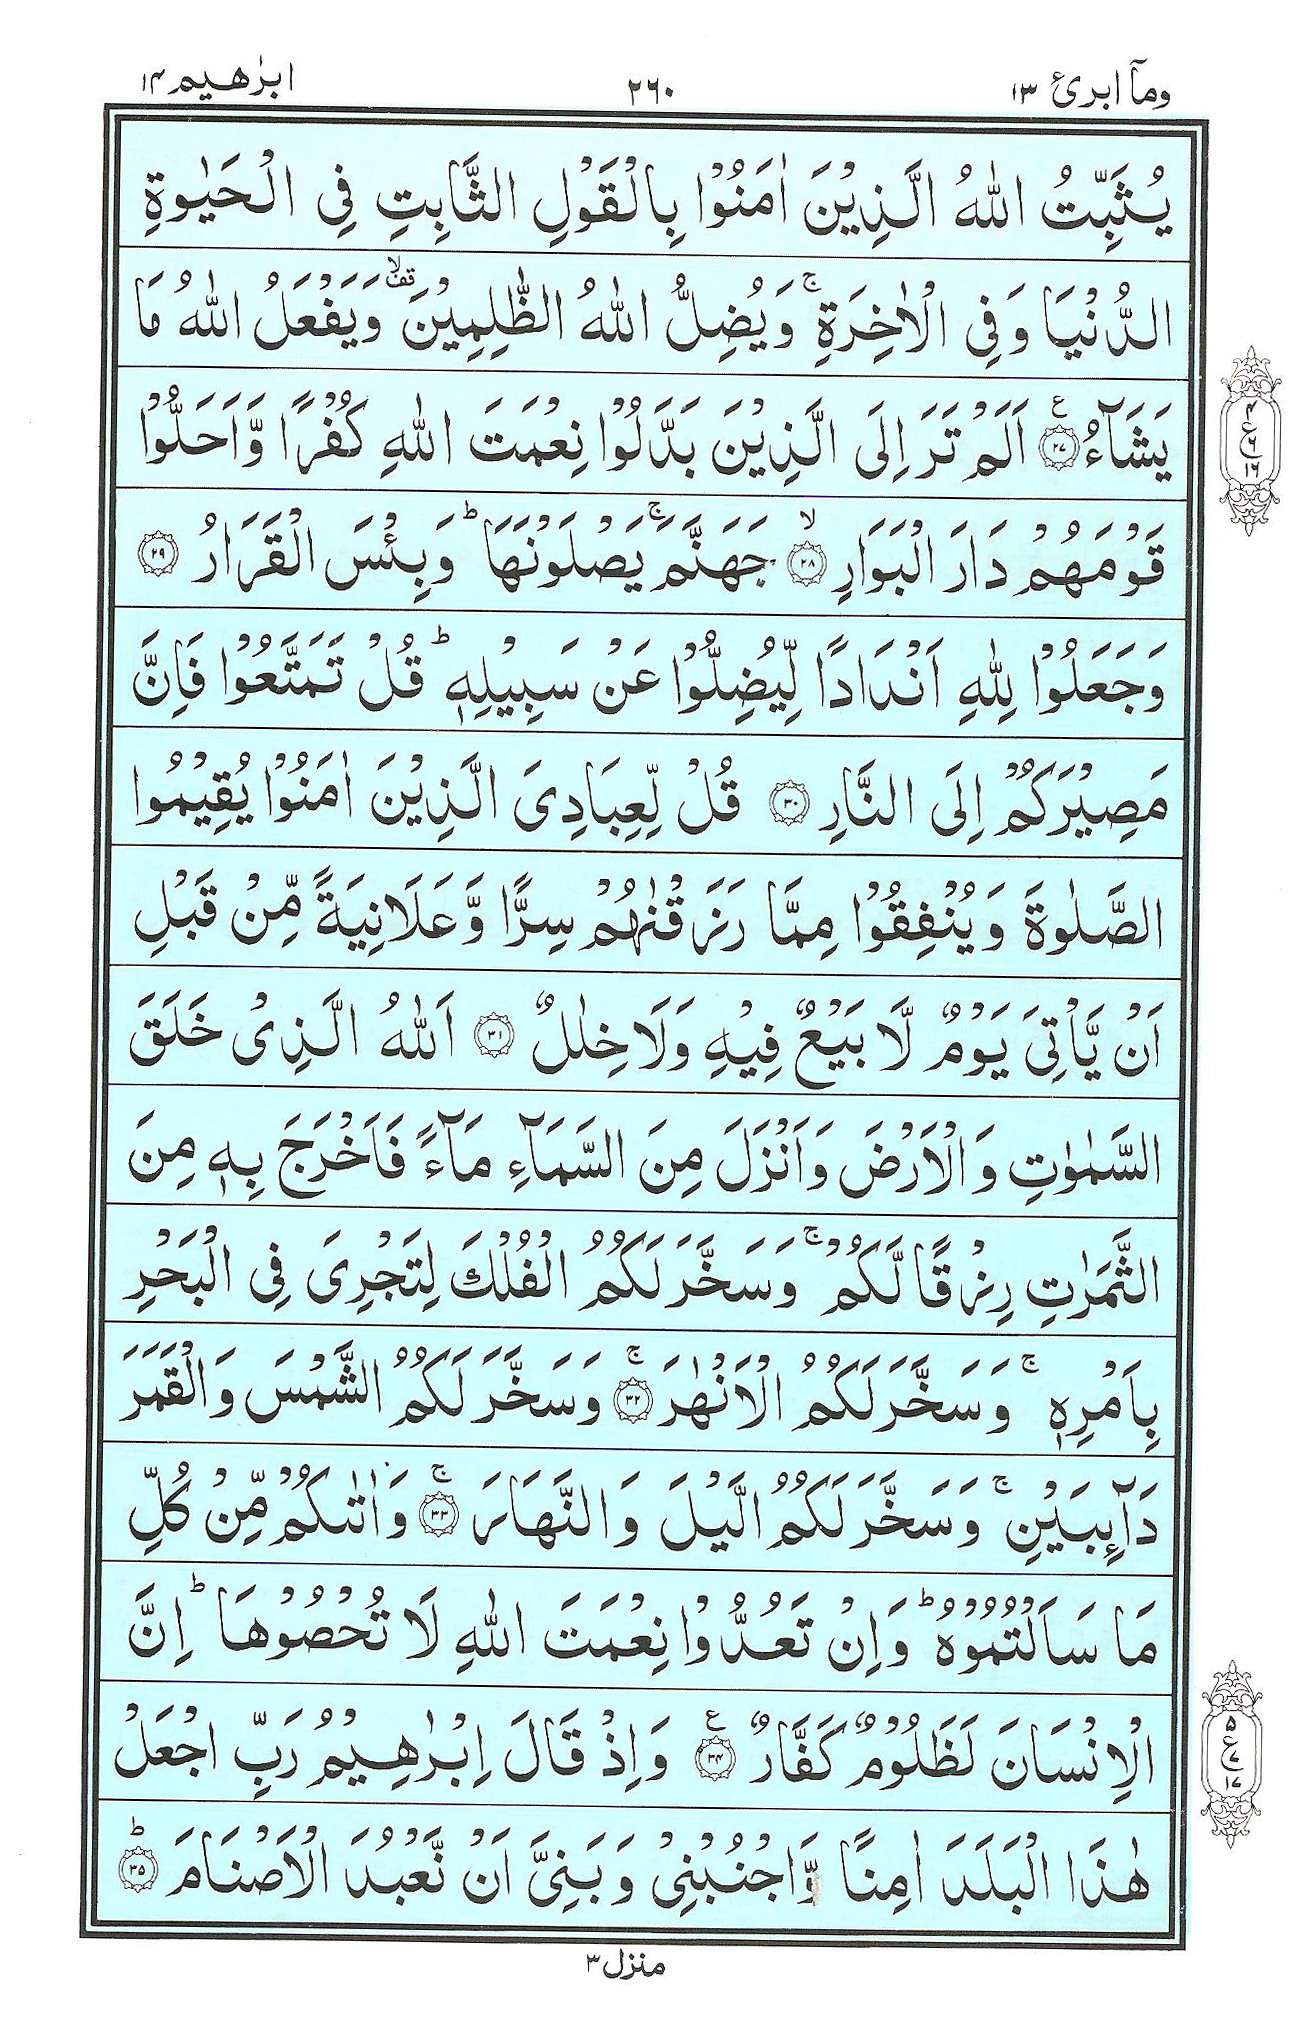 ومآ ابرئ ١٣ ٢٦٠ ابرٰهيم ١٤
يُثَبِّتُ اللّٰهُ الَّذِيْنَ اٰمَنُوْا بِالْقَوْلِ الثَّابِتِ فِي الْحَيٰوةِ
الدُّنْيَا وَفِي الْاٰخِرَةِ ۚ وَيُضِلُّ اللّٰهُ الظّٰلِمِيْنَ ۙقف وَيَفْعَلُ اللّٰهُ مَا
يَشَآءُ ﴿٢٧﴾ ع اَلَمْ تَرَ اِلَى الَّذِيْنَ بَدَّلُوْا نِعْمَتَ اللّٰهِ كُفْرًا وَّاَحَلُّوْا
قَوْمَهُمْ دَارَ الْبَوَارِ ﴿٢٨﴾ ۙ جَهَنَّمَ ۚ يَصْلَوْنَهَا ؕ وَبِئْسَ الْقَرَارُ ﴿٢٩﴾
وَجَعَلُوْا لِلّٰهِ اَنْدَادًا لِّيُضِلُّوْا عَنْ سَبِيْلِهٖ ؕ قُلْ تَمَتَّعُوْا فَاِنَّ
مَصِيْرَكُمْ اِلَى النَّارِ ﴿٣٠﴾ قُلْ لِّعِبَادِيَ الَّذِيْنَ اٰمَنُوْا يُقِيْمُوا
الصَّلٰوةَ وَيُنْفِقُوْا مِمَّا رَزَقْنٰهُمْ سِرًّا وَّعَلَانِيَةً مِّنْ قَبْلِ
اَنْ يَّاْتِيَ يَوْمٌ لَّا بَيْعٌ فِيْهِ وَلَا خِلٰلٌ ﴿٣١﴾ اَللّٰهُ الَّذِيْ خَلَقَ
السَّمٰوٰتِ وَالْاَرْضَ وَاَنْزَلَ مِنَ السَّمَآءِ مَآءً فَاَخْرَجَ بِهٖ مِنَ
الثَّمَرٰتِ رِزْقًا لَّكُمْ ۚ وَسَخَّرَ لَكُمُ الْفُلْكَ لِتَجْرِيَ فِي الْبَحْرِ
بِاَمْرِهٖ ۚ وَسَخَّرَ لَكُمُ الْاَنْهٰرَ ﴿٣٢﴾ ۚ وَسَخَّرَ لَكُمُ الشَّمْسَ وَالْقَمَرَ
دَآئِبَيْنِ ۚ وَسَخَّرَ لَكُمُ الَّيْلَ وَالنَّهَارَ ﴿٣٣﴾ ۚ وَاٰتٰىكُمْ مِّنْ كُلِّ
مَا سَاَلْتُمُوْهُ ؕ وَاِنْ تَعُدُّوْا نِعْمَتَ اللّٰهِ لَا تُحْصُوْهَا ؕ اِنَّ
الْاِنْسَانَ لَظَلُوْمٌ كَفَّارٌ ﴿٣٤﴾ ع وَاِذْ قَالَ اِبْرٰهِيْمُ رَبِّ اجْعَلْ
هٰذَا الْبَلَدَ اٰمِنًا وَّاجْنُبْنِيْ وَبَنِيَّ اَنْ نَّعْبُدَ الْاَصْنَامَ ﴿٣٥﴾ ؕ
منزل ٣
٤
ع ٦
١٦
٥
ع ٧
١٧